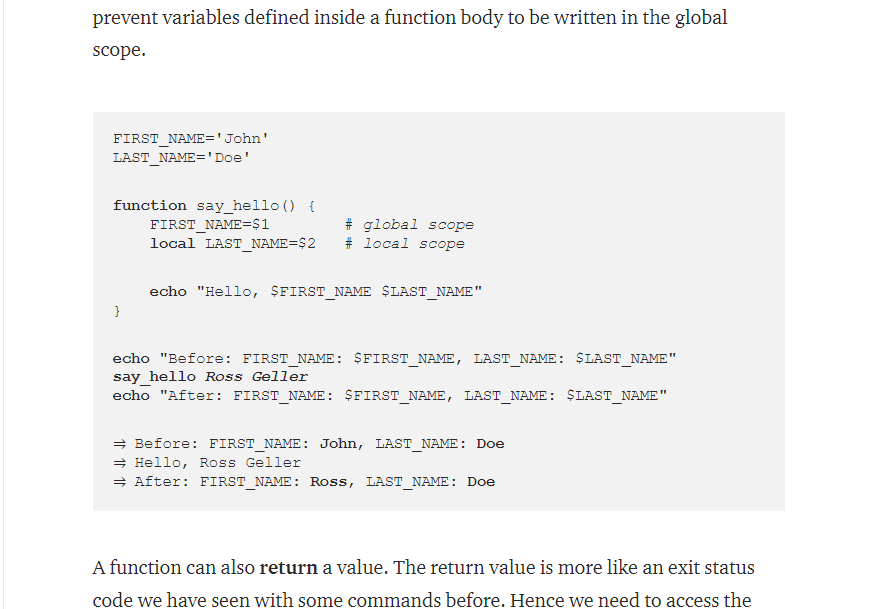 prevent variables defined inside a function body to be written in the global
scope.
FIRST_NAME='John'
LAST_NAME='Doe'
function say_hello() {
FIRST_NAME=$1 # global scope
local LAST_NAME=$2 # local scope
echo "Hello, $FIRST_NAME $LAST_NAME"
}
echo "Before: FIRST_NAME: $FIRST_NAME, LAST_NAME: $LAST_NAME"
say_hello Ross Geller
echo "After: FIRST_NAME: $FIRST_NAME, LAST_NAME: $LAST_NAME"
⇒ Before: FIRST_NAME: John, LAST_NAME: Doe
⇒ Hello, Ross Geller
⇒ After: FIRST_NAME: Ross, LAST_NAME: Doe
A function can also return a value. The return value is more like an exit status
code we have seen with some commands before. Hence we need to access the